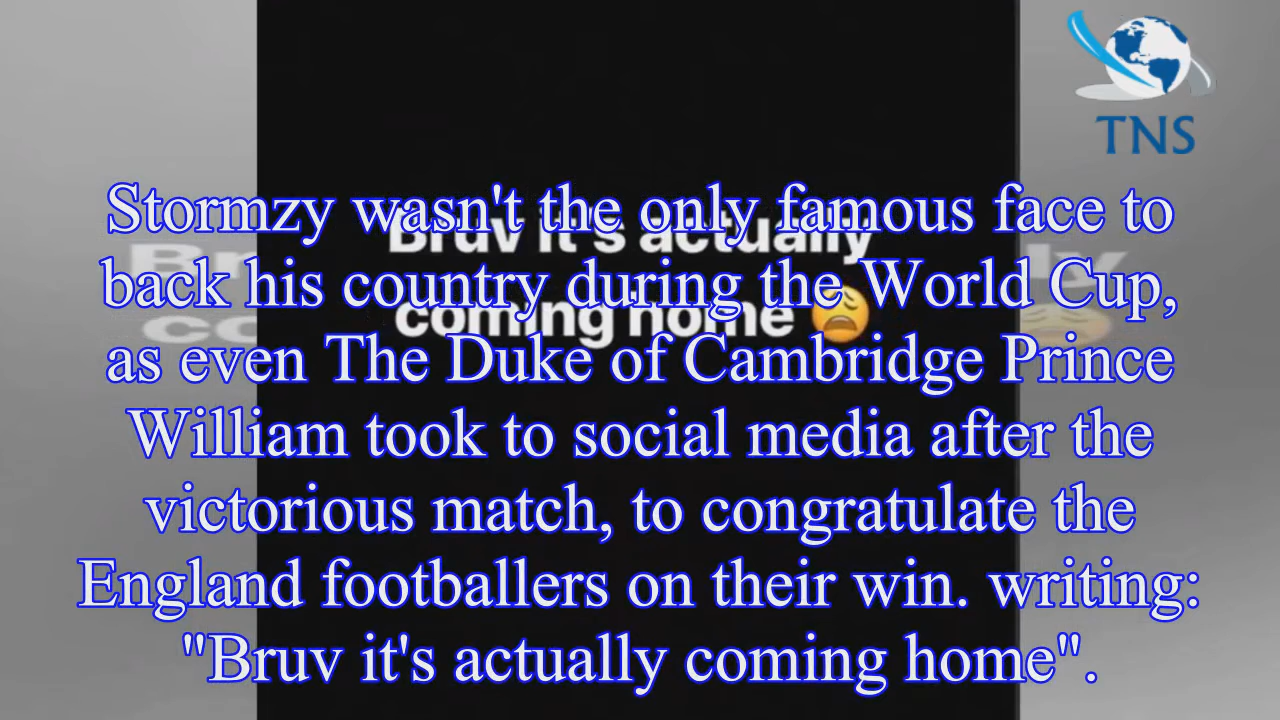 TNS
Stormzy wasn't the only famous face to
back his country during the World Cup,
as even The Duke of Cambridge Prince
William took to social media after the
victorious match, to congratulate the
England footballers on their win. writing:
"Bruv it's actually coming home".
Bruv it's actually
coming home 😩